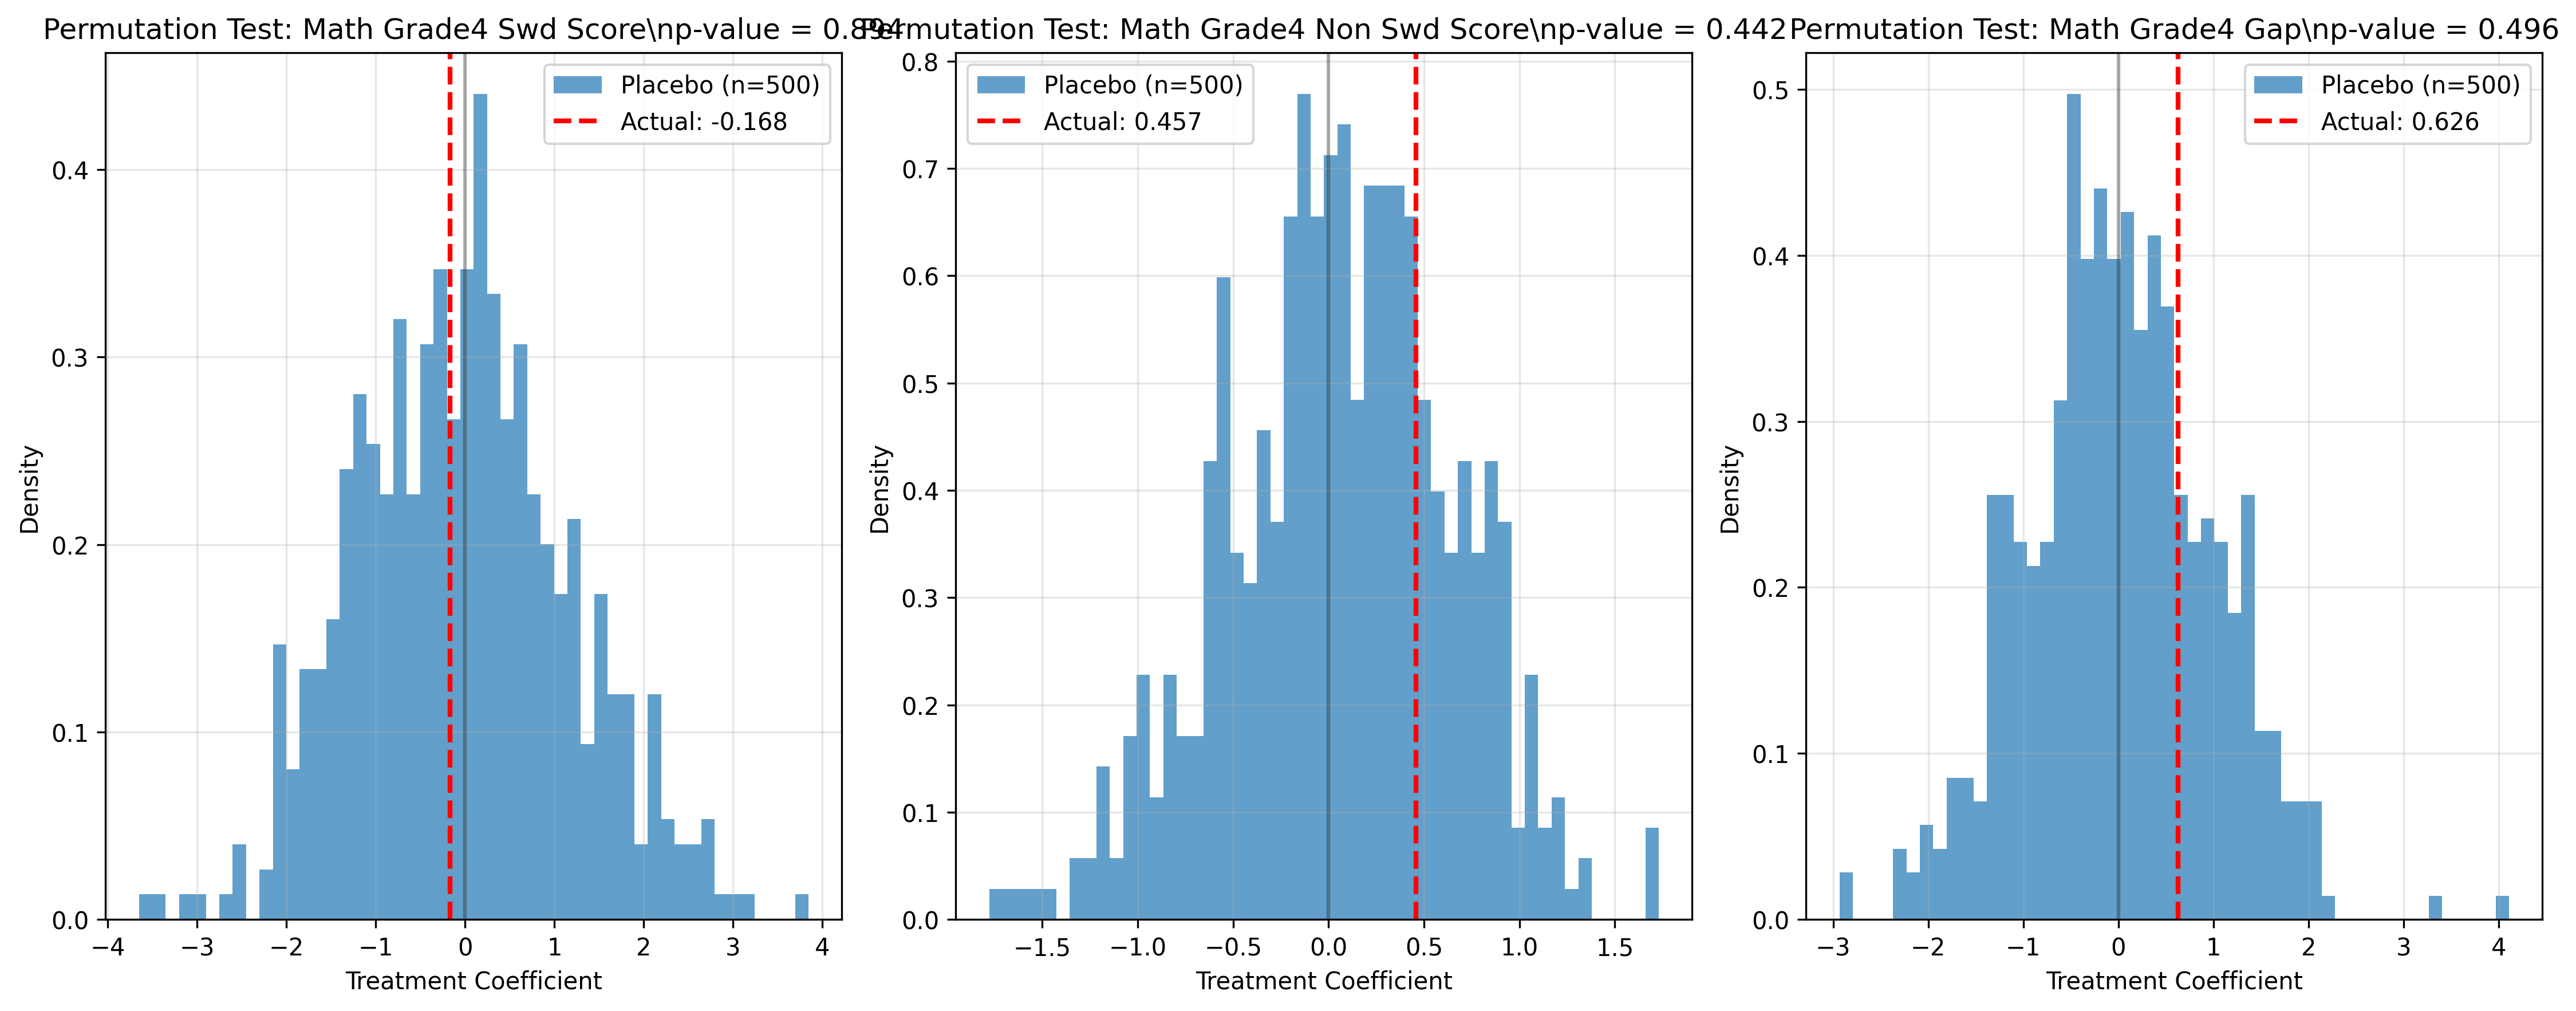 Permutation Test: Math Grade4 Swd Score\np-value = 0.894
Placebo (n=500)
Actual: -0.168
Density
0.4
0.3
0.2
0.1
0.0
−4 −3 −2 −1 0 1 2 3 4
Treatment Coefficient
Permutation Test: Math Grade4 Non Swd Score\np-value = 0.442
Placebo (n=500)
Actual: 0.457
Density
0.8
0.7
0.6
0.5
0.4
0.3
0.2
0.1
0.0
−1.5 −1.0 −0.5 0.0 0.5 1.0 1.5
Treatment Coefficient
Permutation Test: Math Grade4 Gap\np-value = 0.496
Placebo (n=500)
Actual: 0.626
Density
0.5
0.4
0.3
0.2
0.1
0.0
−3 −2 −1 0 1 2 3 4
Treatment Coefficient